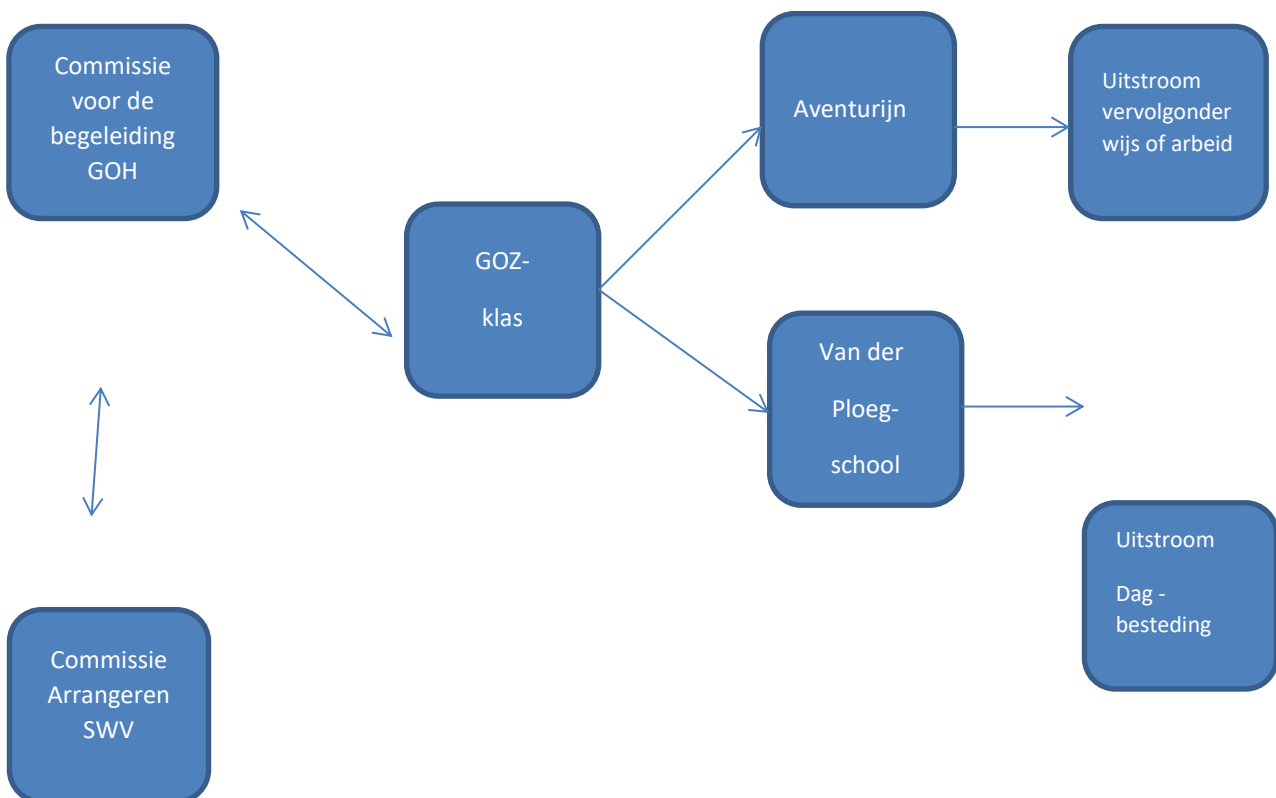 Commissie
voor de
begeleiding
GOH
Aventurijn
Uitstroom
vervolgonder
wijs of arbeid
GOZ-
klas
Van der
Ploeg-
school
Uitstroom
Dag -
besteding
Commissie
Arrangeren
SWV